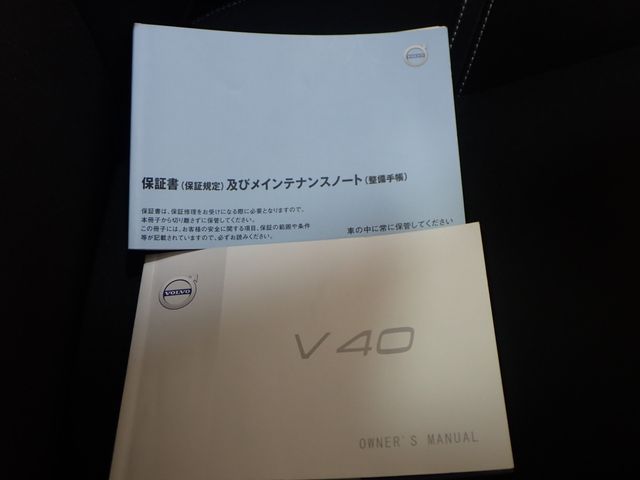 VOLVO
保証書(保証規定)及びメインテナンスノート(整備手帳)
保証書は、保証修理をお受けになる際に必要となりますので、
本冊子から切り離さずに保管してください。
この冊子には、お客様の安全に関する項目、保証の範囲や条件
等が記載されていますので、必ずお読みください。
車の中に常に保管してください
VOLVO
V40
OWNER'S MANUAL